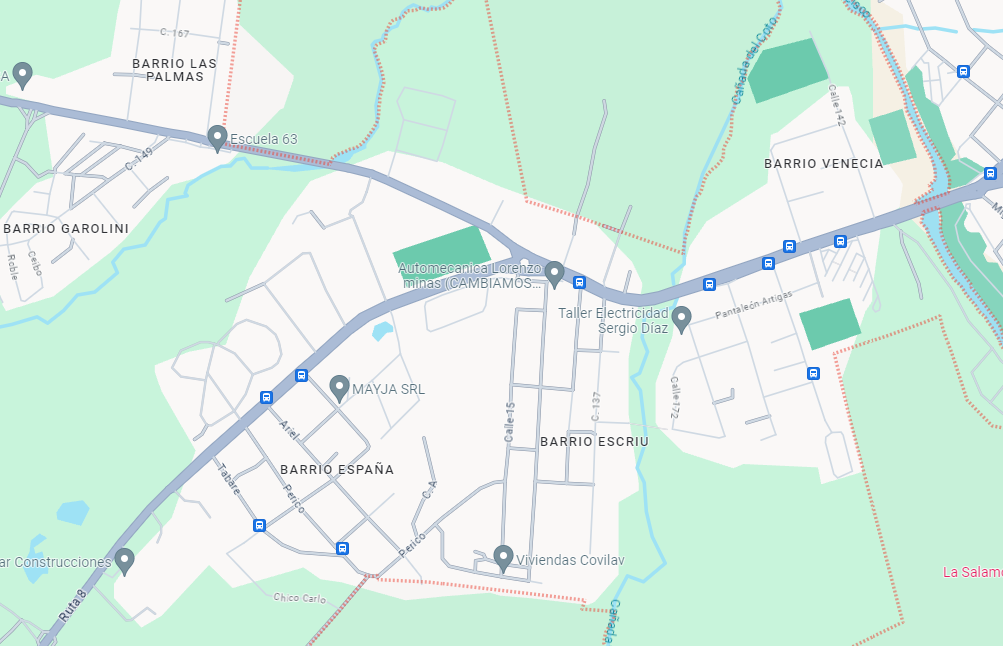 C. 167
BARRIO LAS
PALMAS
A
Escuela 63
C. 149
BARRIO GAROLINI
Roble
Ceibo
Cañada del Coto
Calle 142
BARRIO VENECIA
Automecanica Lorenzo
minas (CAMBIAMOS...
Taller Electricidad
Sergio Díaz
Pantaleón Artigas
Calle 172
MAYJA SRL
Calle 15
C. 137
BARRIO ESCRIU
Ariel
BARRIO ESPAÑA
Tabare
Perico
C. A
Perico
Viviendas Covilav
ar Construcciones
Ruta 8
Chico Carlo
Cañada
La Salam